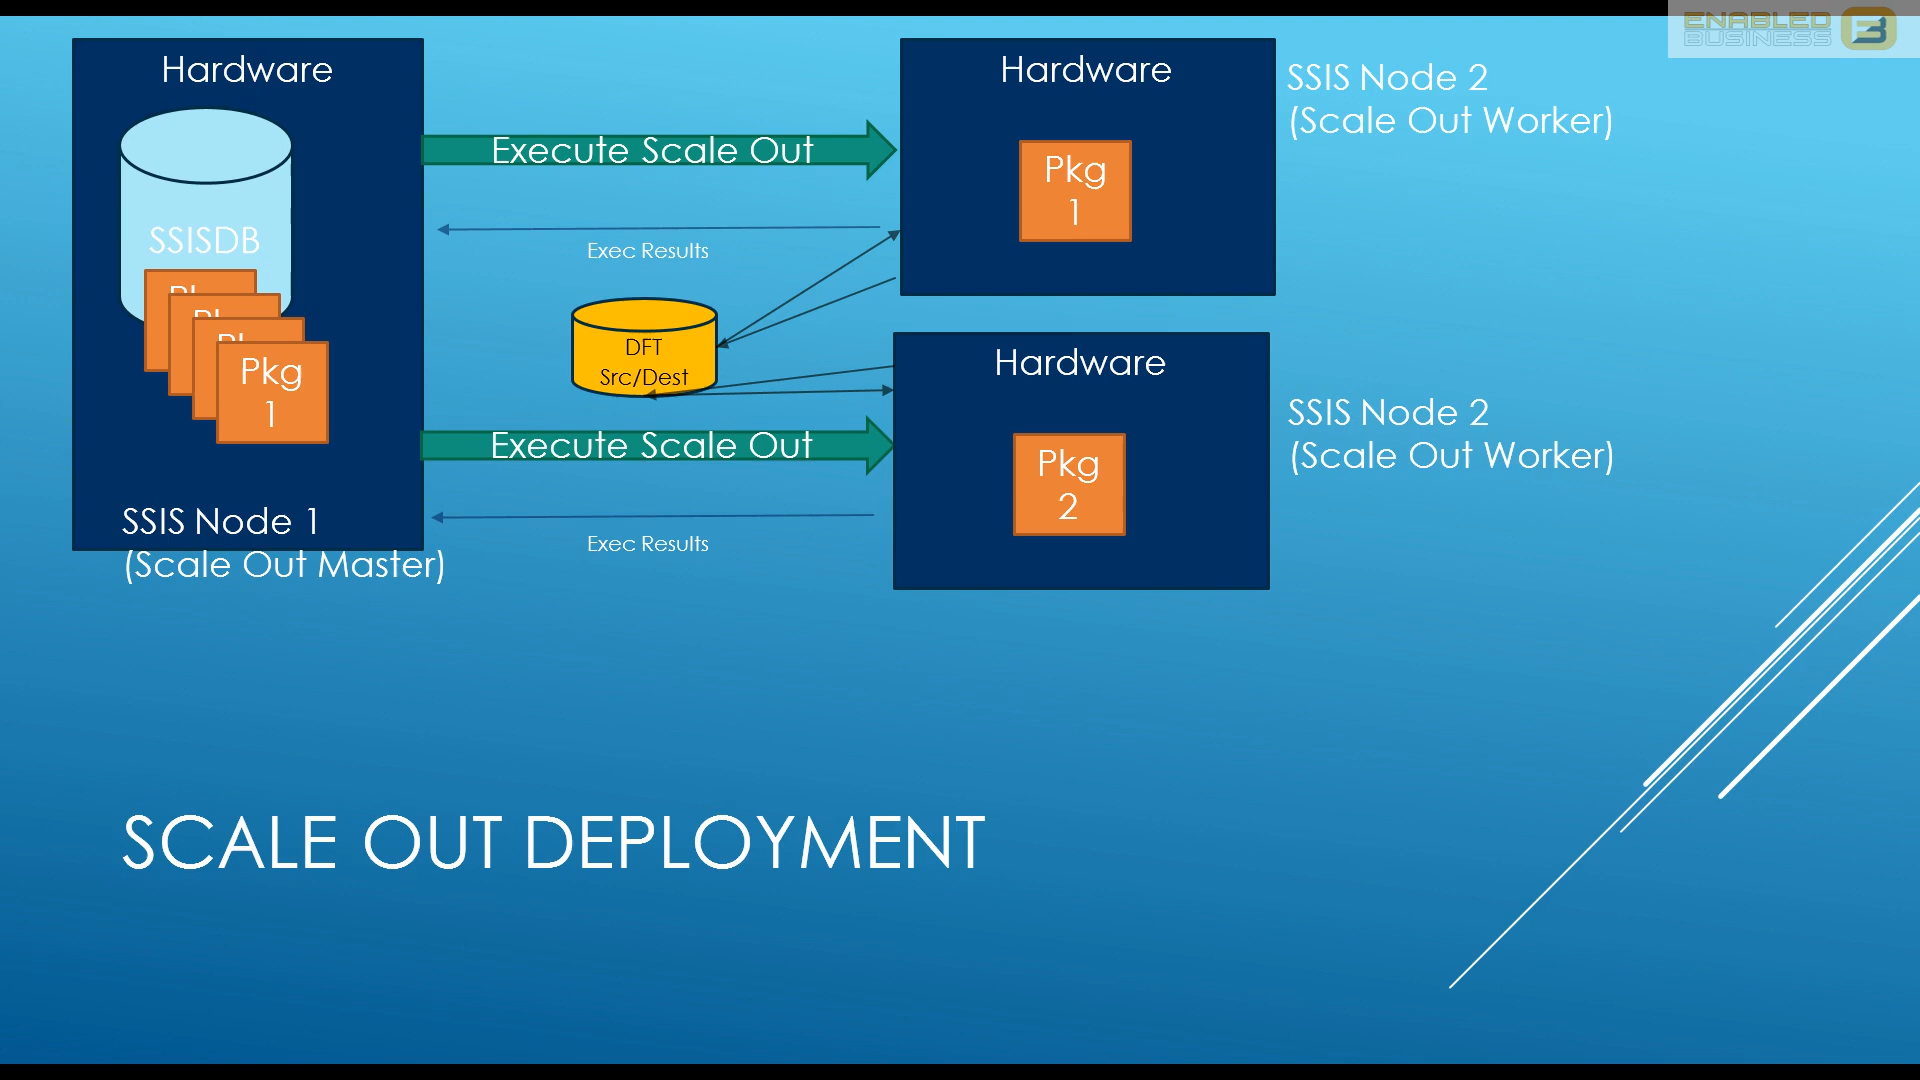 ENABLED
BUSINESS
Hardware
SSISDB
Pkg
1
SSIS Node 1
(Scale Out Master)
Execute Scale Out
Exec Results
DFT
Src/Dest
Execute Scale Out
Exec Results
Hardware
Pkg
1
SSIS Node 2
(Scale Out Worker)
Hardware
Pkg
2
SSIS Node 2
(Scale Out Worker)
SCALE OUT DEPLOYMENT